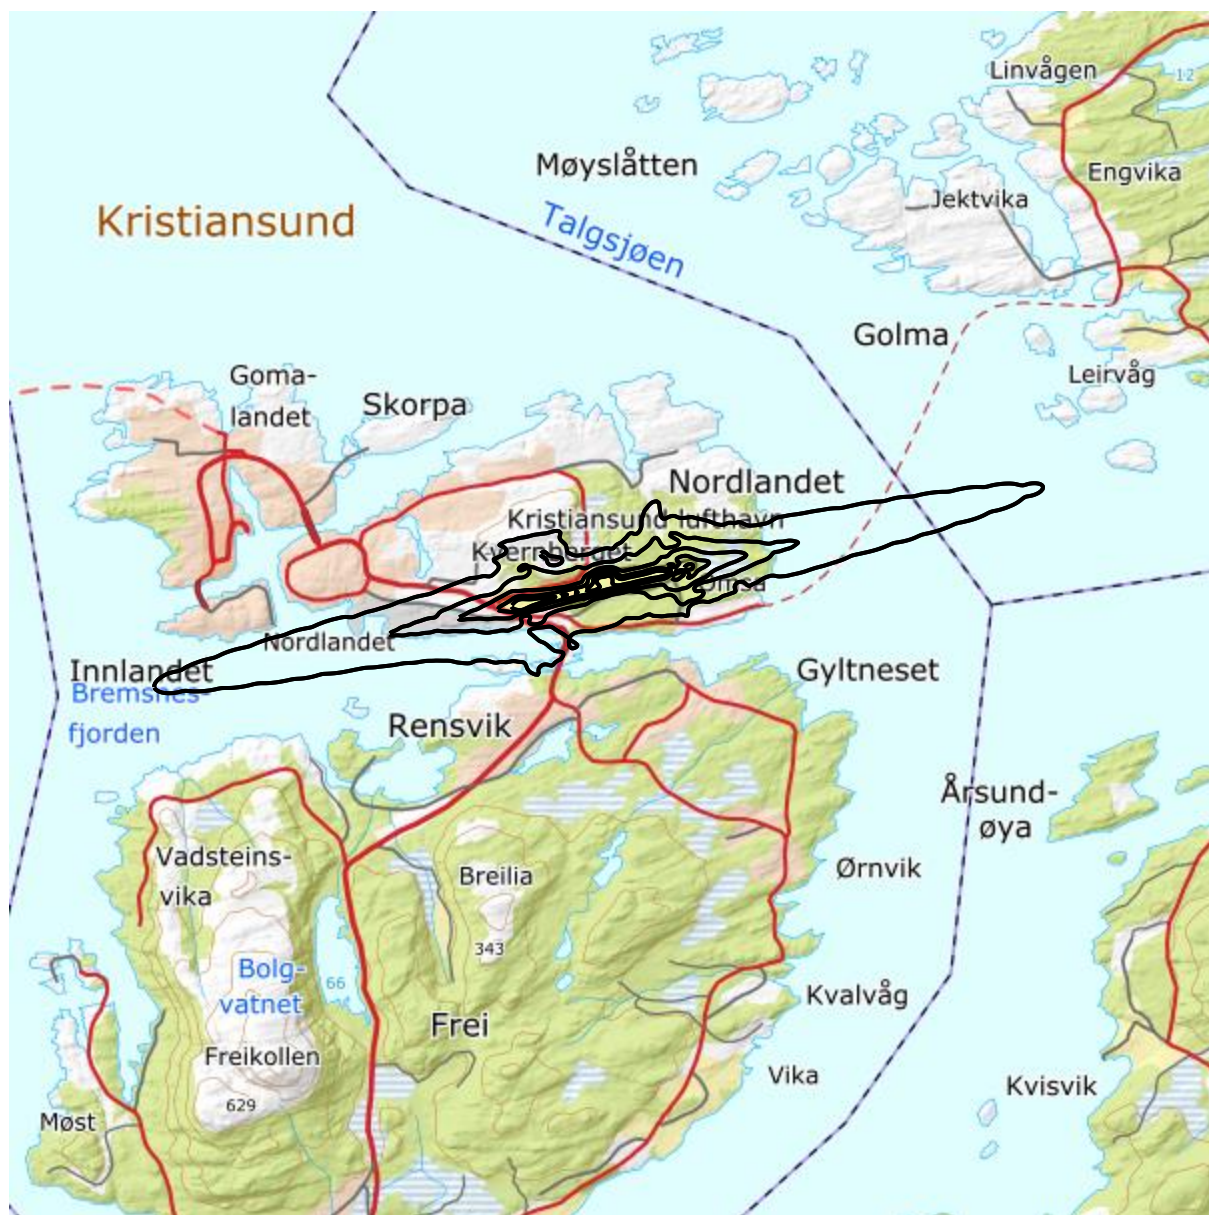 Linvågen
12
Møyslåtten
Engvika
Jektvika
Kristiansund
Talgsjøen
Golma
Leirvåg
Goma-
landet
Skorpa
Nordlandet
Kristiansund lufthavn
Kvernberget
Omsa
Nordlandet
Innlandet
Bremsnes-
fjorden
Gyltneset
Rensvik
Årsund-
øya
Vadsteins-
vika
Breilia
Ørnvik
343
Bolg-
vatnet
66
Kvalvåg
Frei
Freikollen
Vika
Kvisvik
629
Møst